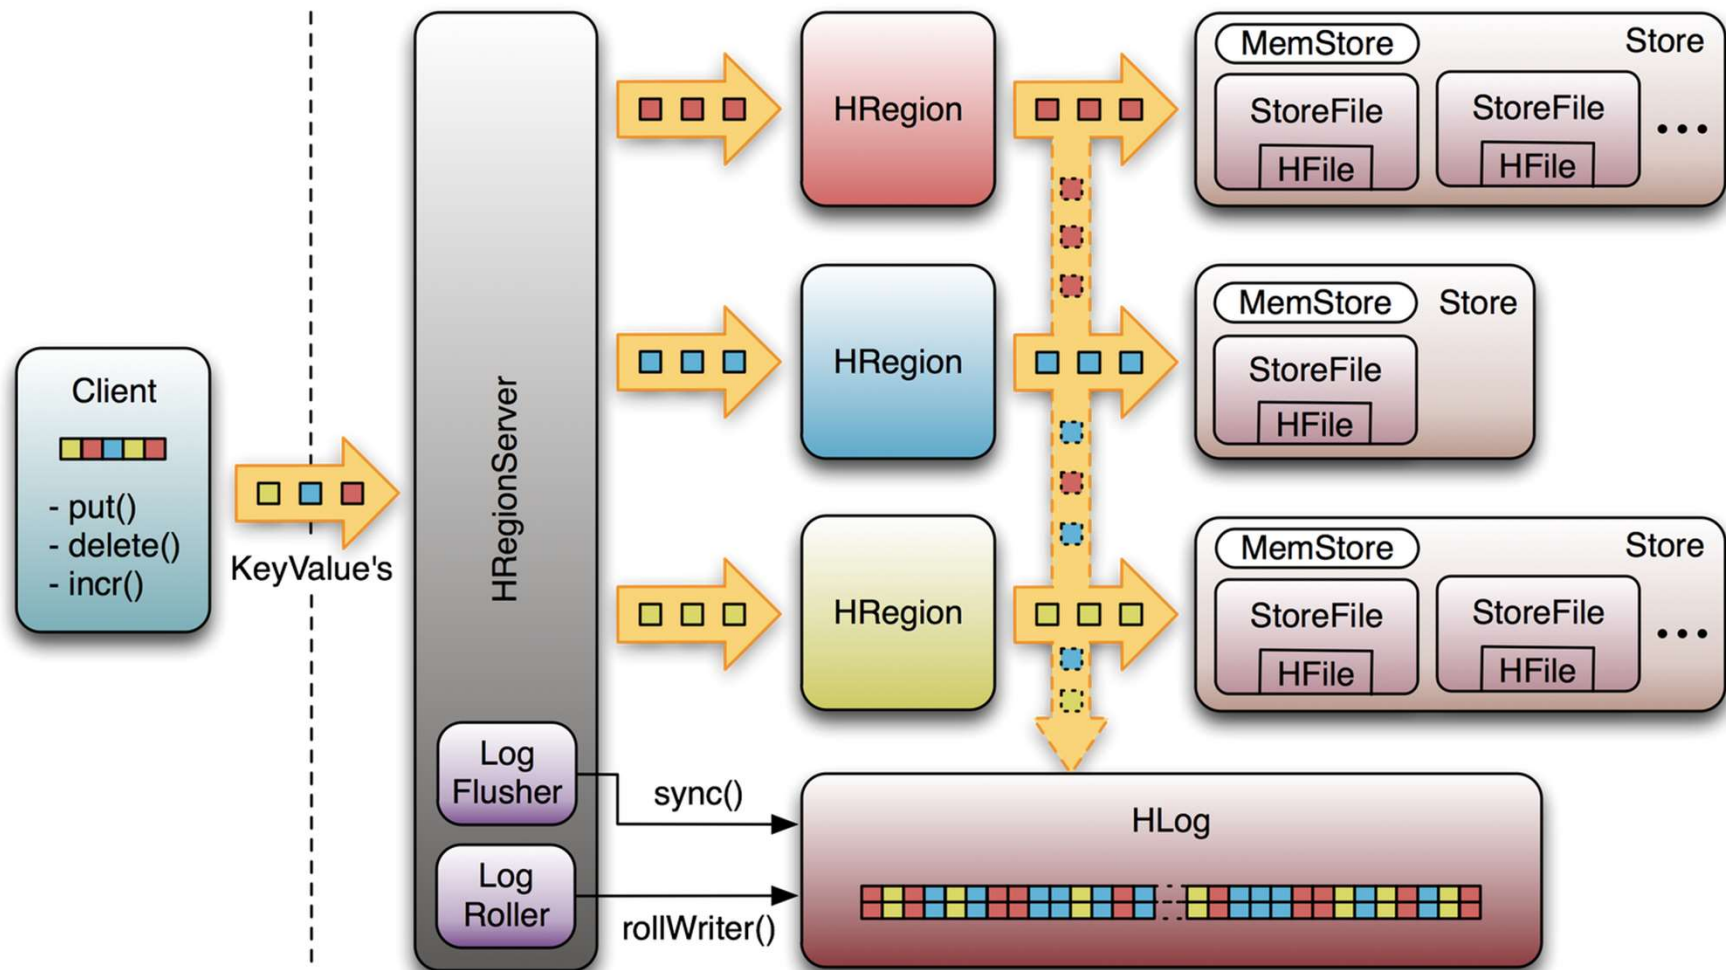 Client
- put()
- delete()
- incr()
KeyValue's
HRegionServer
Log
Flusher
Log
Roller
sync()
rollWriter()
HRegion
MemStore
Store
StoreFile
HFile
StoreFile
HFile
...
HRegion
MemStore
Store
StoreFile
HFile
HRegion
MemStore
Store
StoreFile
HFile
StoreFile
HFile
...
HLog